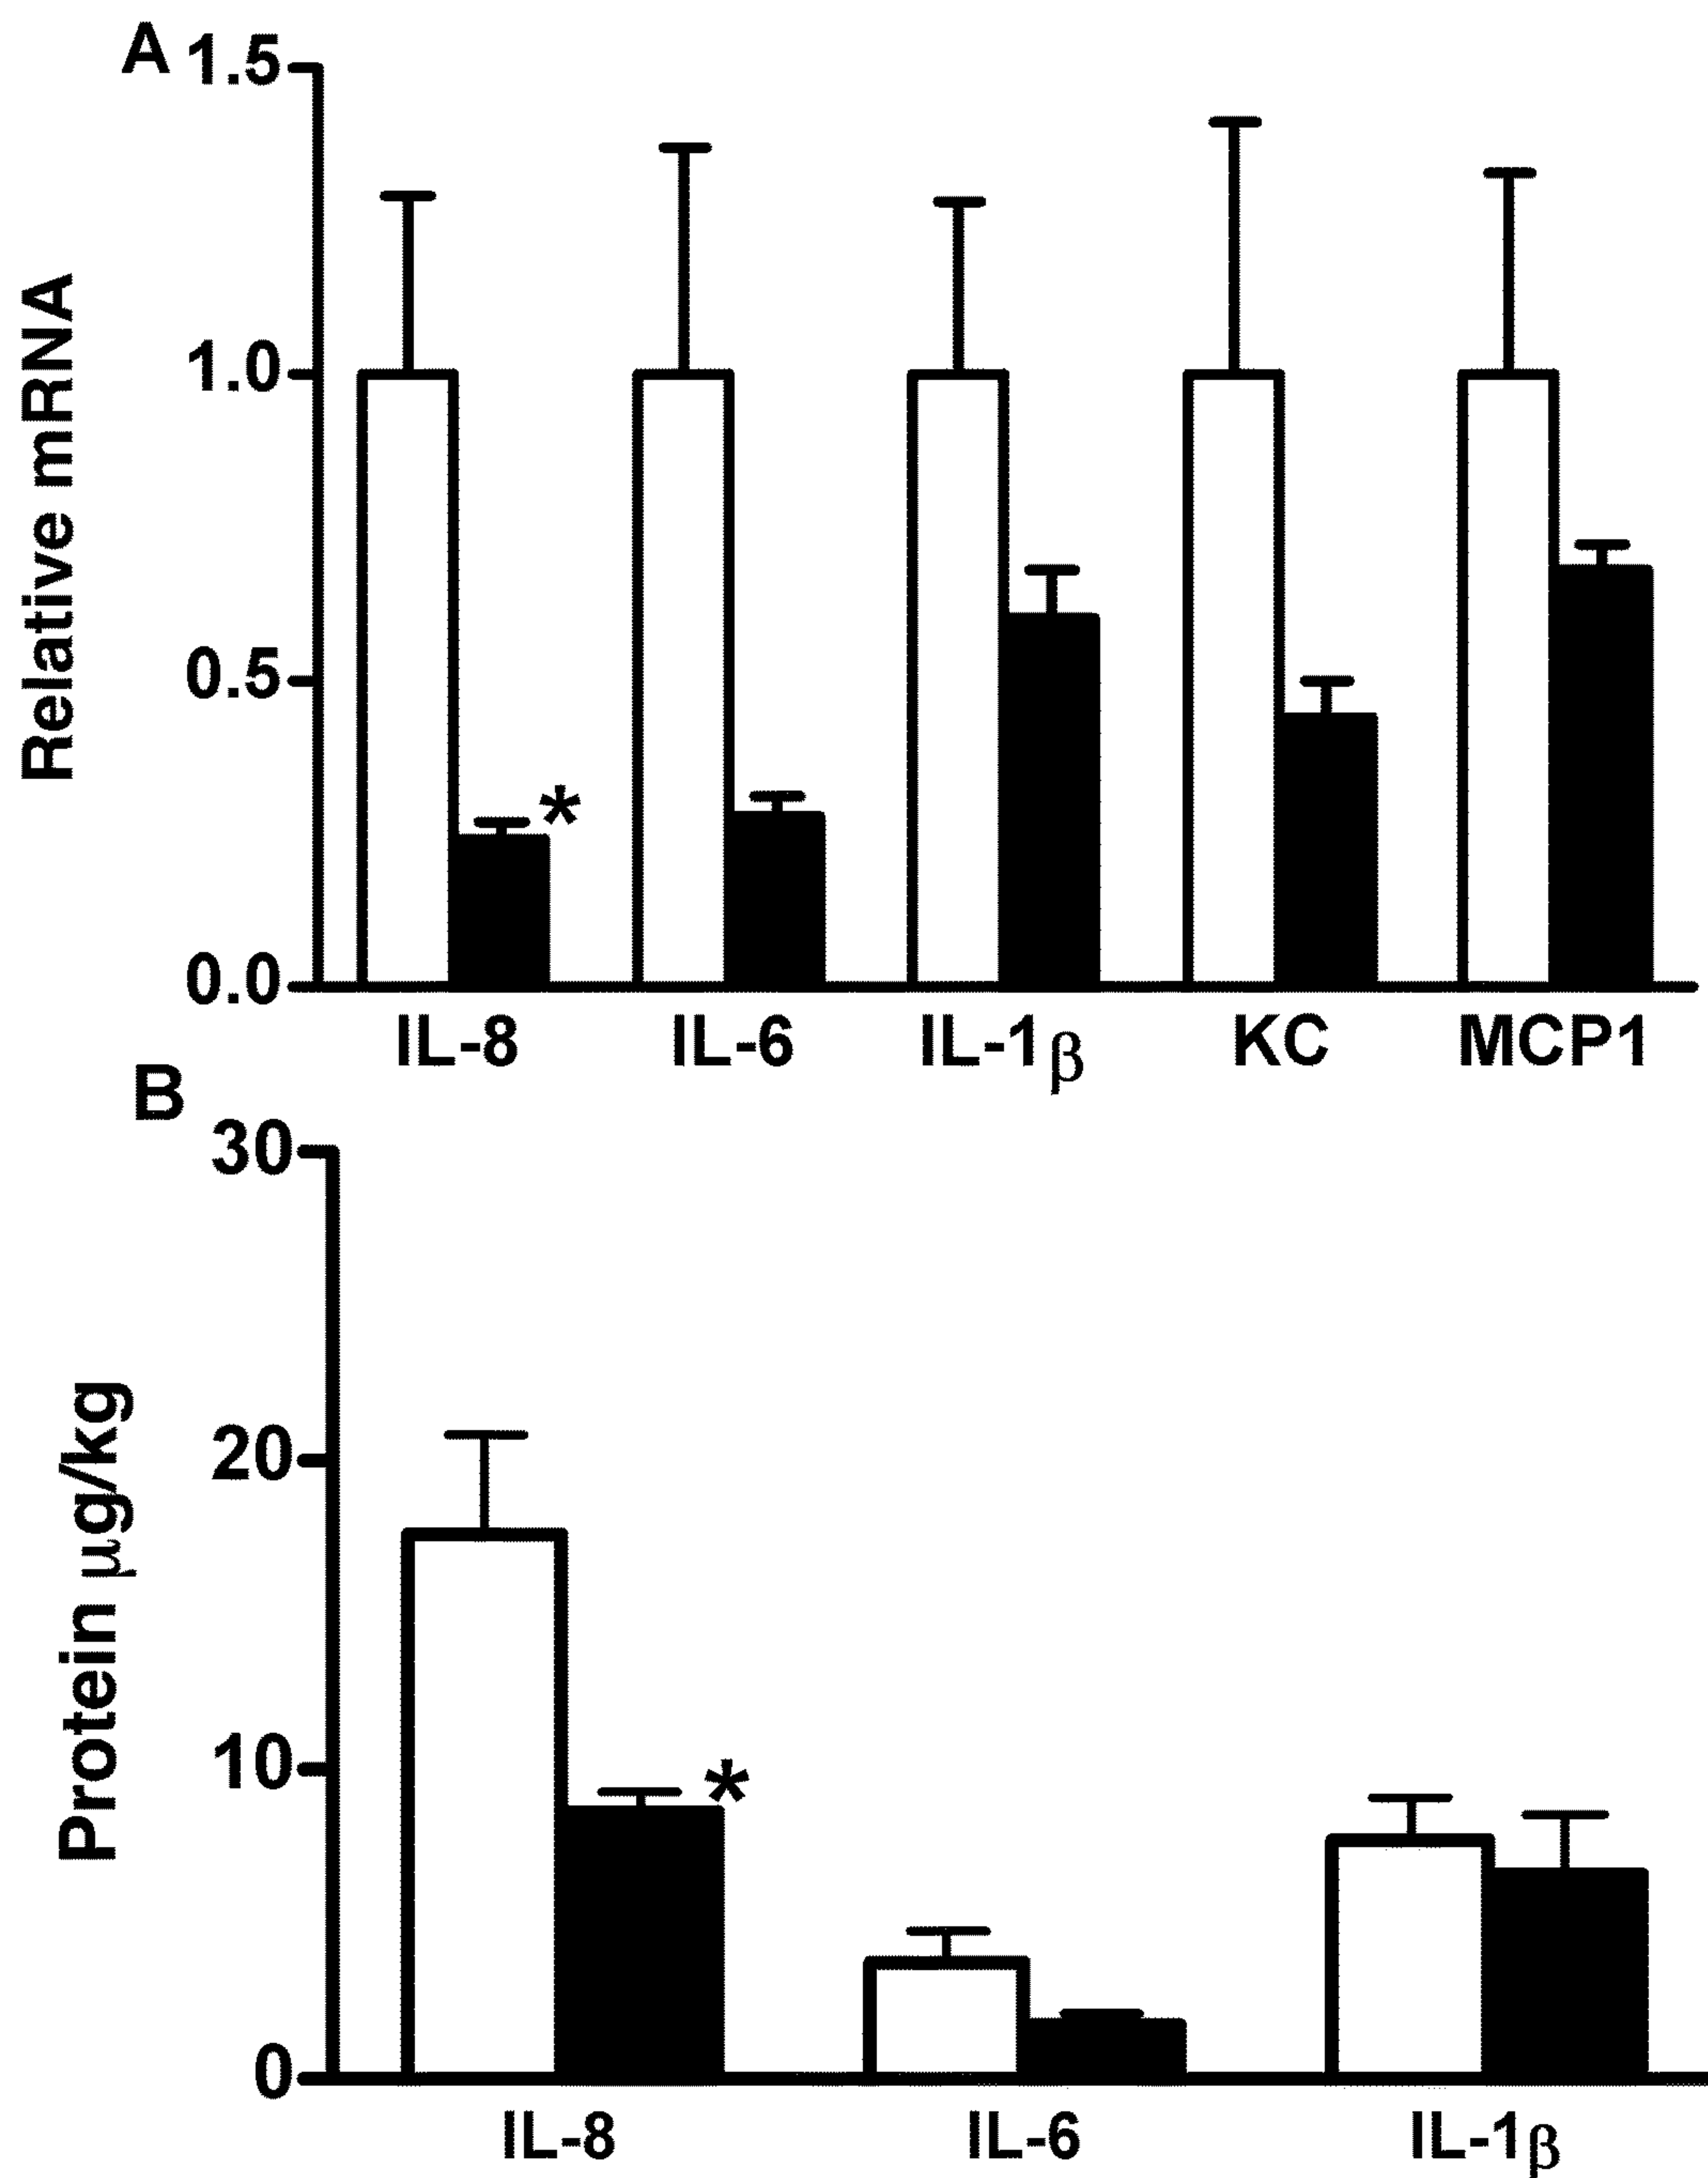 A
1.5
1.0
0.5
0.0
Relative mRNA
*
IL-8 IL-6 IL-1β KC MCP1
B
30
20
10
0
Protein μg/kg
*
IL-8 IL-6 IL-1β